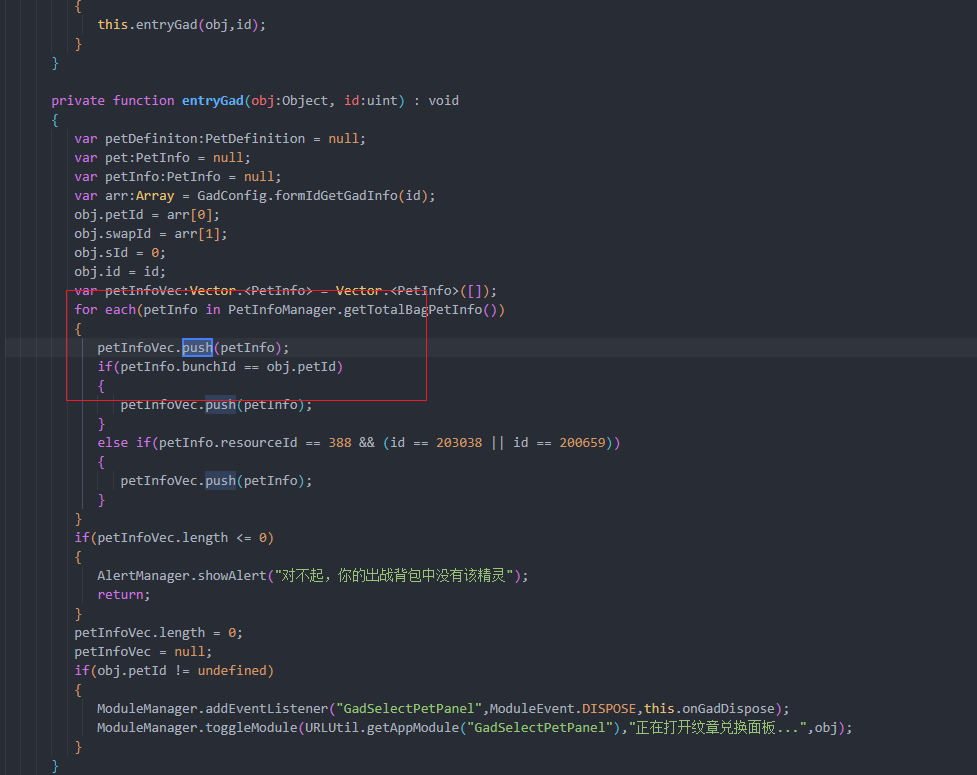 {
this.entryGad(obj,id);
}
}
private function entryGad(obj:Object, id:uint) : void
{
var petDefiniton:PetDefinition = null;
var pet:PetInfo = null;
var petInfo:PetInfo = null;
var arr:Array = GadConfig.formIdGetGadInfo(id);
obj.petId = arr[0];
obj.swapId = arr[1];
obj.sId = 0;
obj.id = id;
var petInfoVec:Vector.<PetInfo> = Vector.<PetInfo>([]);
for each(petInfo in PetInfoManager.getTotalBagPetInfo())
{
petInfoVec.push(petInfo);
if(petInfo.bunchId == obj.petId)
{
petInfoVec.push(petInfo);
}
else if(petInfo.resourceId == 388 && (id == 203038 || id == 200659))
{
petInfoVec.push(petInfo);
}
}
if(petInfoVec.length <= 0)
{
AlertManager.showAlert("对不起，你的出战背包中没有该精灵");
return;
}
petInfoVec.length = 0;
petInfoVec = null;
if(obj.petId != undefined)
{
ModuleManager.addEventListener("GadSelectPetPanel",ModuleEvent.DISPOSE,this.onGadDispose);
ModuleManager.toggleModule(URLUtil.getAppModule("GadSelectPetPanel"),"正在打开纹章兑换面板...",obj);
}
}